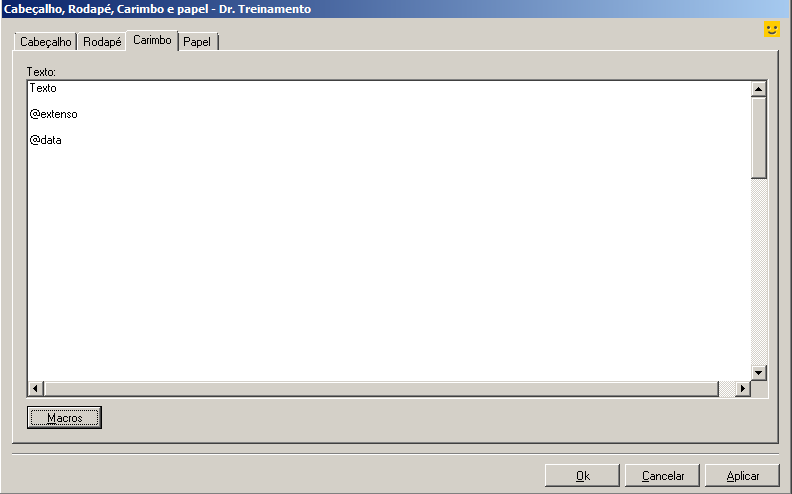 Cabeçalho, Rodapé, Carimbo e papel - Dr. Treinamento
Cabeçalho Rodapé Carimbo Papel
Texto:
Texto
@extenso
@data
Macros
Ok Cancelar Aplicar